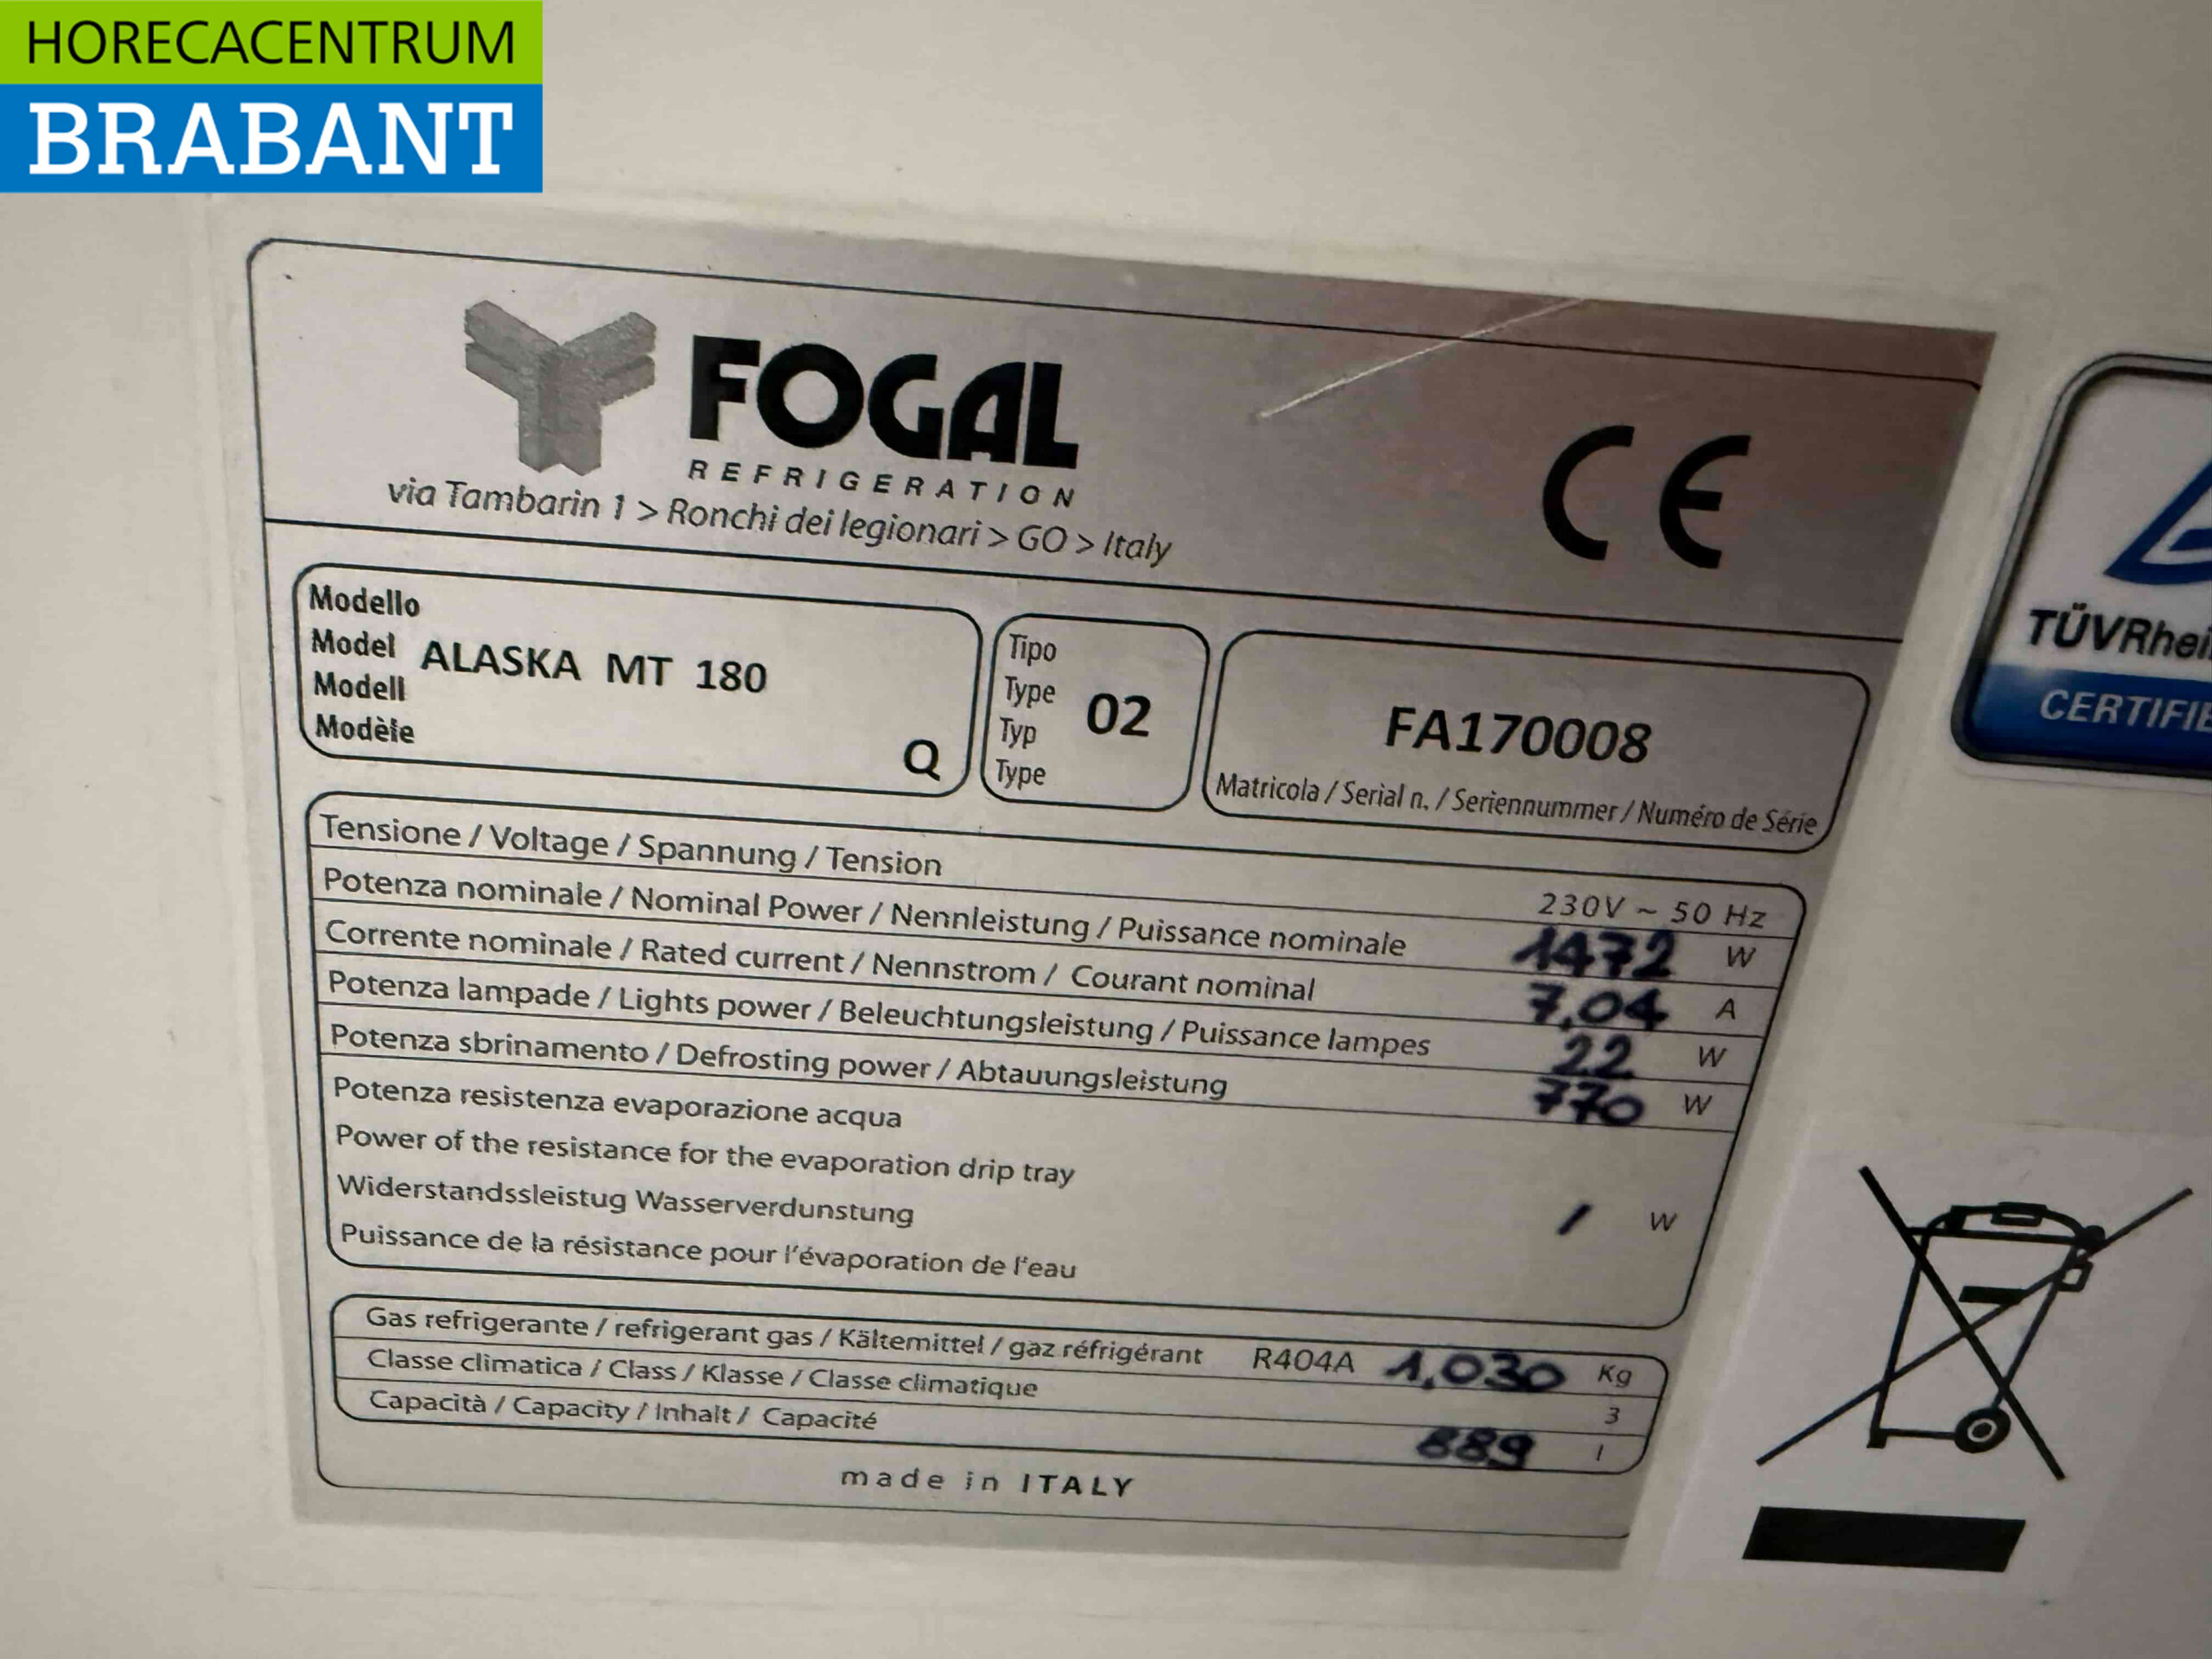 HORECACENTRUM
BRABANT
FOGAL
REFRIGERATION
via Tambarin 1 > Ronchi dei legionari > GO > Italy
CE
Modello
Model
Modell
Modèle
ALASKA MT 180
Q
Tipo
Type
Typ
Type
02
FA170008
Matricola / Serial n. / Seriennummer / Numéro de Série
Tensione / Voltage / Spannung / Tension 230V ~ 50 Hz
Potenza nominale / Nominal Power / Nennleistung / Puissance nominale 1472 W
Corrente nominale / Rated current / Nennstrom / Courant nominal 7,04 A
Potenza lampade / Lights power / Beleuchtungsleistung / Puissance lampes 22 W
Potenza sbrinamento / Defrosting power / Abtauungsleistung 770 W
Potenza resistenza evaporazione acqua
Power of the resistance for the evaporation drip tray
Widerstandssleistug Wasserverdunstung / W
Puissance de la résistance pour l'évaporation de l'eau
Gas refrigerante / refrigerant gas / Kältemittel / gaz réfrigérant R404A 1,030 Kg
Classe climatica / Class / Klasse / Classe climatique 3
Capacità / Capacity / Inhalt / Capacité l
made in ITALY
TÜVRhei
CERTIFIE